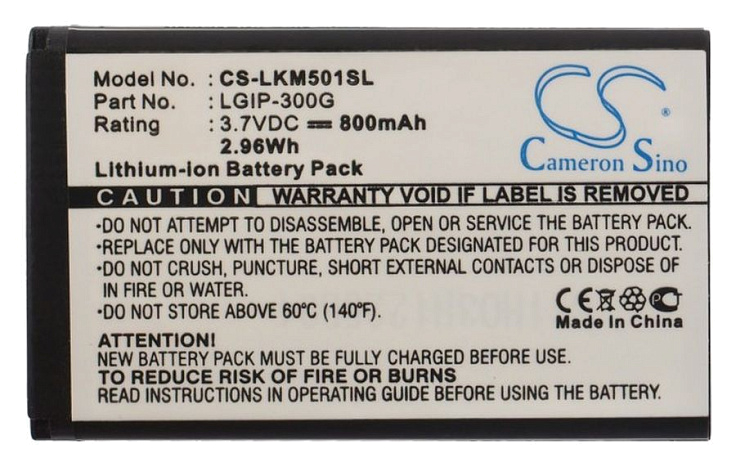 Model No. : CS-LKM501SL
Part No. : LGIP-300G
Rating : 3.7VDC ⎓ 800mAh
2.96Wh
Lithium-ion Battery Pack
CS ®
Cameron Sino
CAUTION WARRANTY VOID IF LABEL IS REMOVED
•DO NOT ATTEMPT TO DISASSEMBLE, OPEN OR SERVICE THE BATTERY PACK.
•REPLACE ONLY WITH THE BATTERY PACK DESIGNATED FOR THIS PRODUCT.
•DO NOT CRUSH, PUNCTURE, SHORT EXTERNAL CONTACTS OR DISPOSE OF
IN FIRE OR WATER.
•DO NOT STORE ABOVE 60°C (140°F).
CE
Made In China
ATTENTION!
NEW BATTERY PACK MUST BE FULLY CHARGED BEFORE USE.
TO REDUCE RISK OF FIRE OR BURNS
READ INSTRUCTIONS IN OPERATING GUIDE BEFORE USING THE BATTERY.